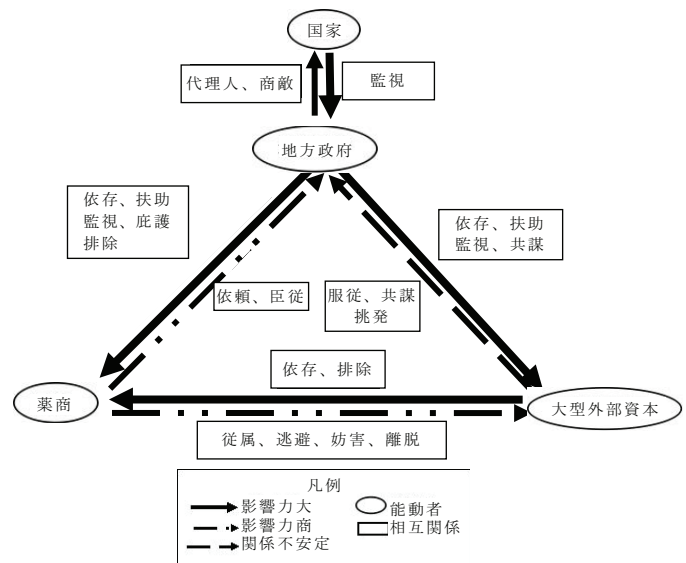 国家
代理人、商敵
監視
地方政府
依存、扶助
監視、庇護
排除
依存、扶助
監視、共謀
依頼、臣従
服従、共謀
挑発
依存、排除
薬商
大型外部資本
従属、逃避、妨害、離脱
凡例
影響力大
能動者
影響力商
相互関係
関係不安定